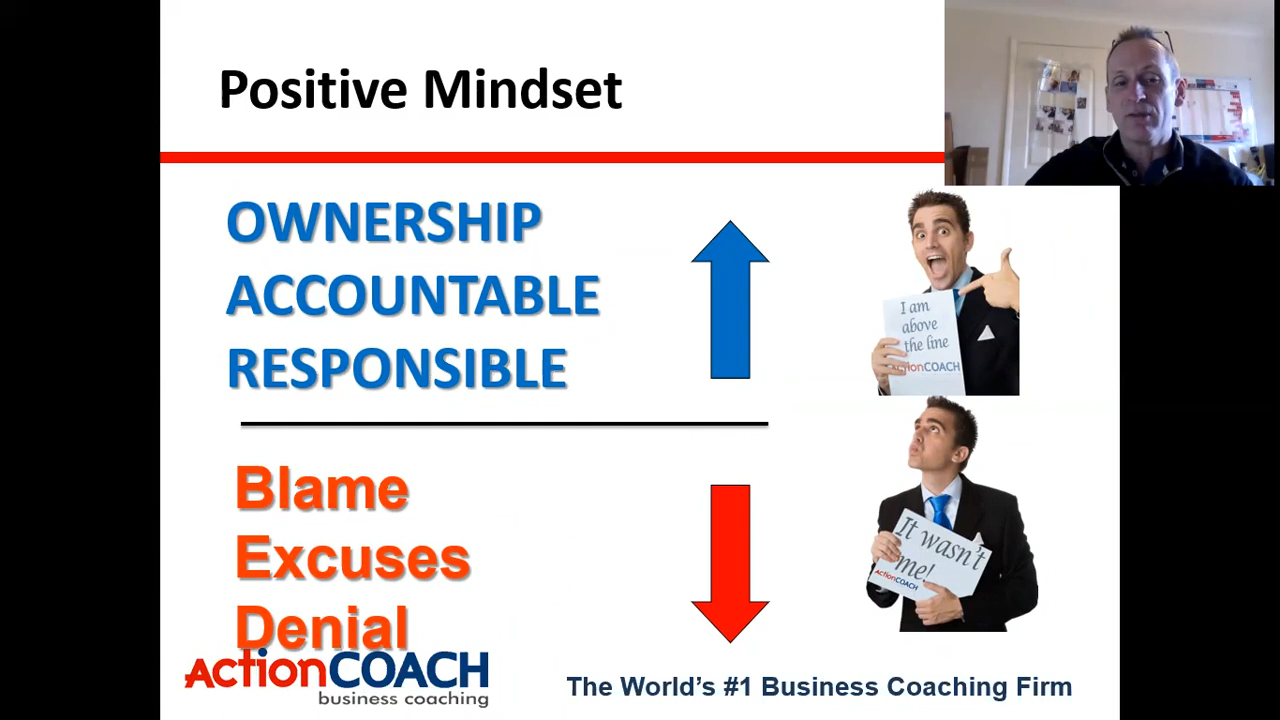 Positive Mindset
OWNERSHIP
ACCOUNTABLE
RESPONSIBLE
I am
above
the line
ActionCOACH
Blame
Excuses
Denial
It wasn't
me!
ActionCOACH
ActionCOACH
business coaching
The World's #1 Business Coaching Firm